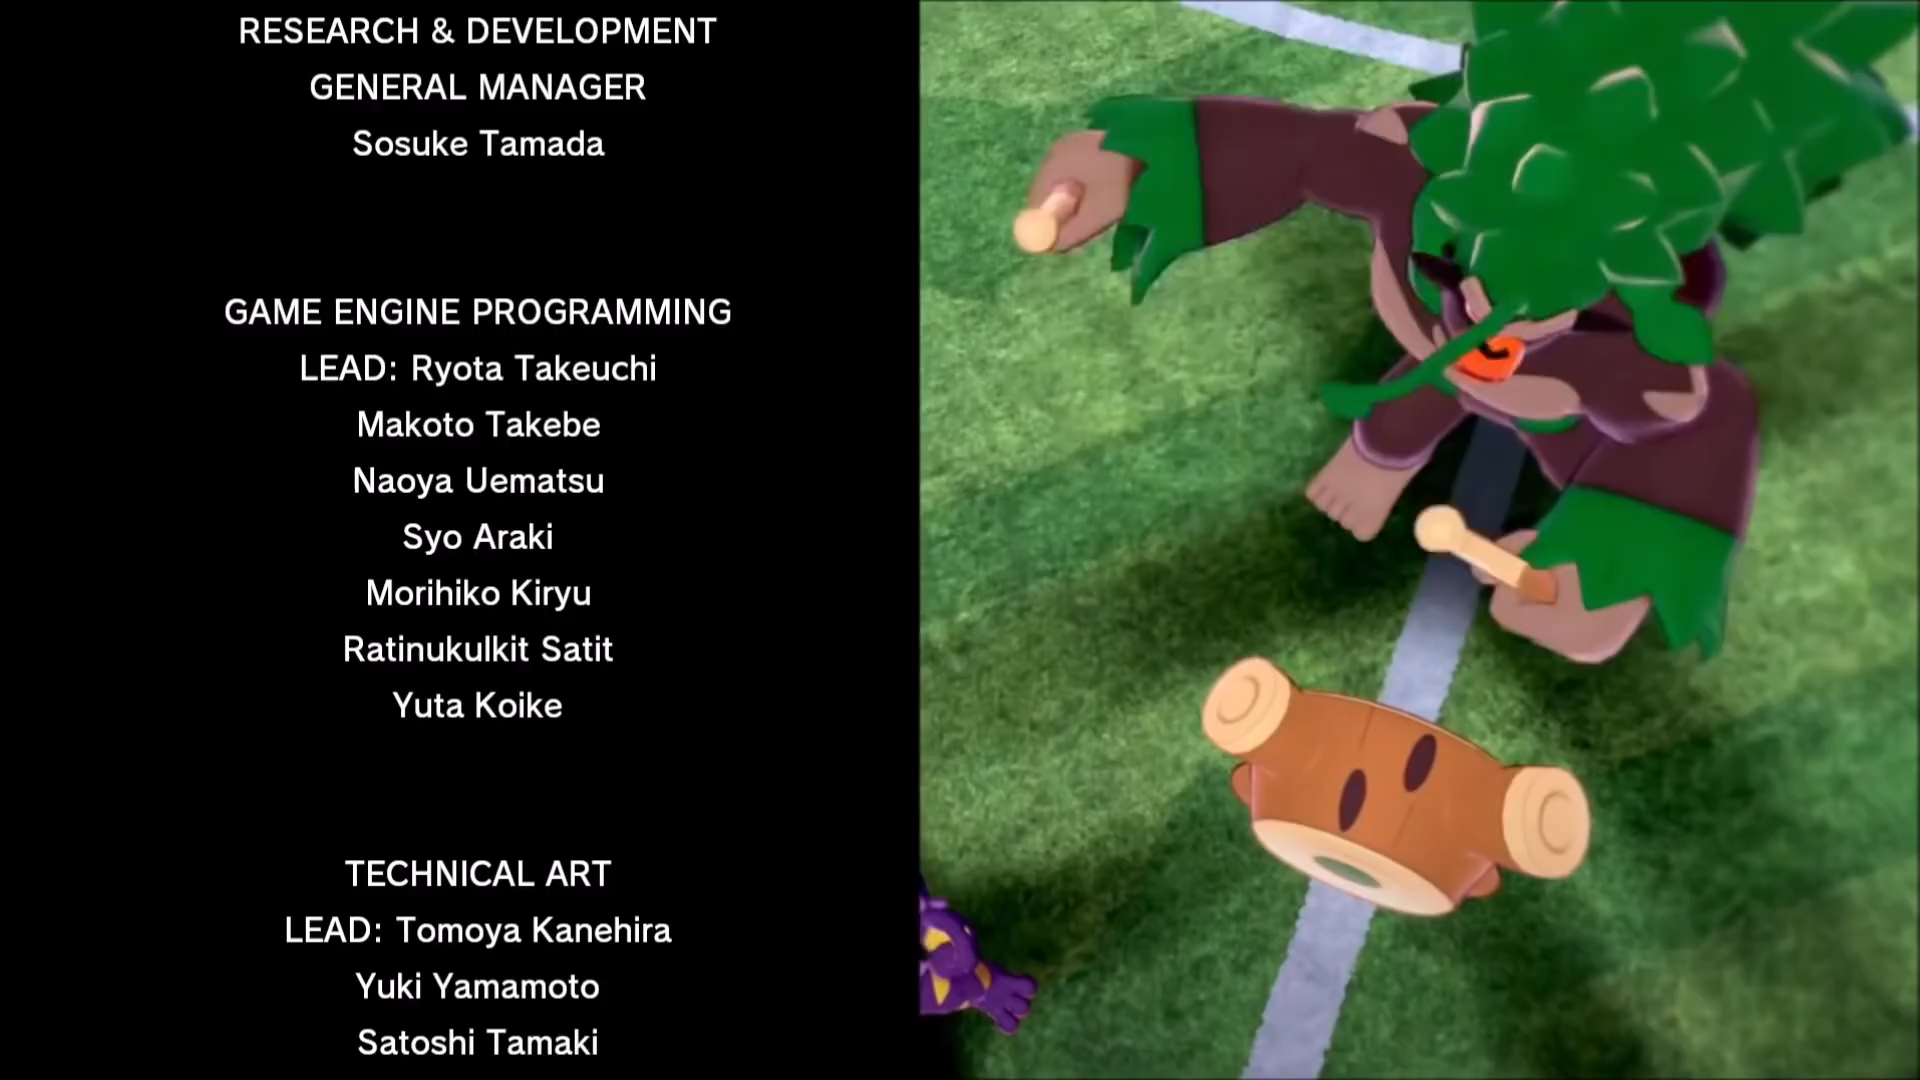 RESEARCH & DEVELOPMENT
GENERAL MANAGER
Sosuke Tamada
GAME ENGINE PROGRAMMING
LEAD: Ryota Takeuchi
Makoto Takebe
Naoya Uematsu
Syo Araki
Morihiko Kiryu
Ratinukulkit Satit
Yuta Koike
TECHNICAL ART
LEAD: Tomoya Kanehira
Yuki Yamamoto
Satoshi Tamaki